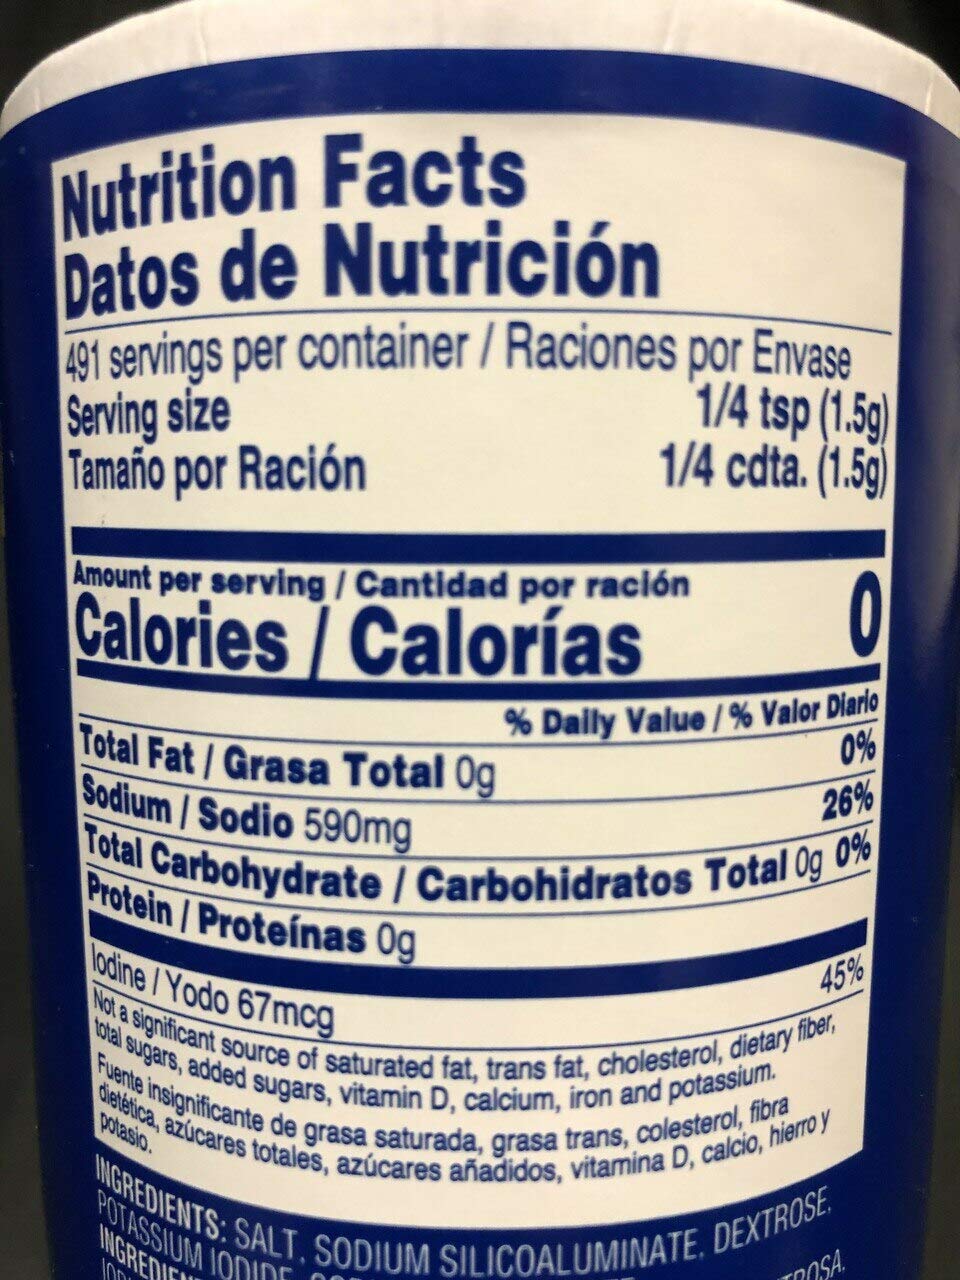 Nutrition Facts
Datos de Nutrición
491 servings per container / Raciones por Envase
Serving size 1/4 tsp (1.5g)
Tamaño por Ración 1/4 cdta. (1.5g)
Amount per serving / Cantidad por ración
Calories / Calorías 0
% Daily Value / % Valor Diario
Total Fat / Grasa Total 0g 0%
Sodium / Sodio 590mg 26%
Total Carbohydrate / Carbohidratos Total 0g 0%
Protein / Proteínas 0g
Iodine / Yodo 67mcg 45%
Not a significant source of saturated fat, trans fat, cholesterol, dietary fiber,
total sugars, added sugars, vitamin D, calcium, iron and potassium.
Fuente insignificante de grasa saturada, grasa trans, colesterol, fibra
dietética, azúcares totales, azúcares añadidos, vitamina D, calcio, hierro y
potasio.
INGREDIENTS: SALT, SODIUM SILICOALUMINATE, DEXTROSE,
POTASSIUM IODIDE